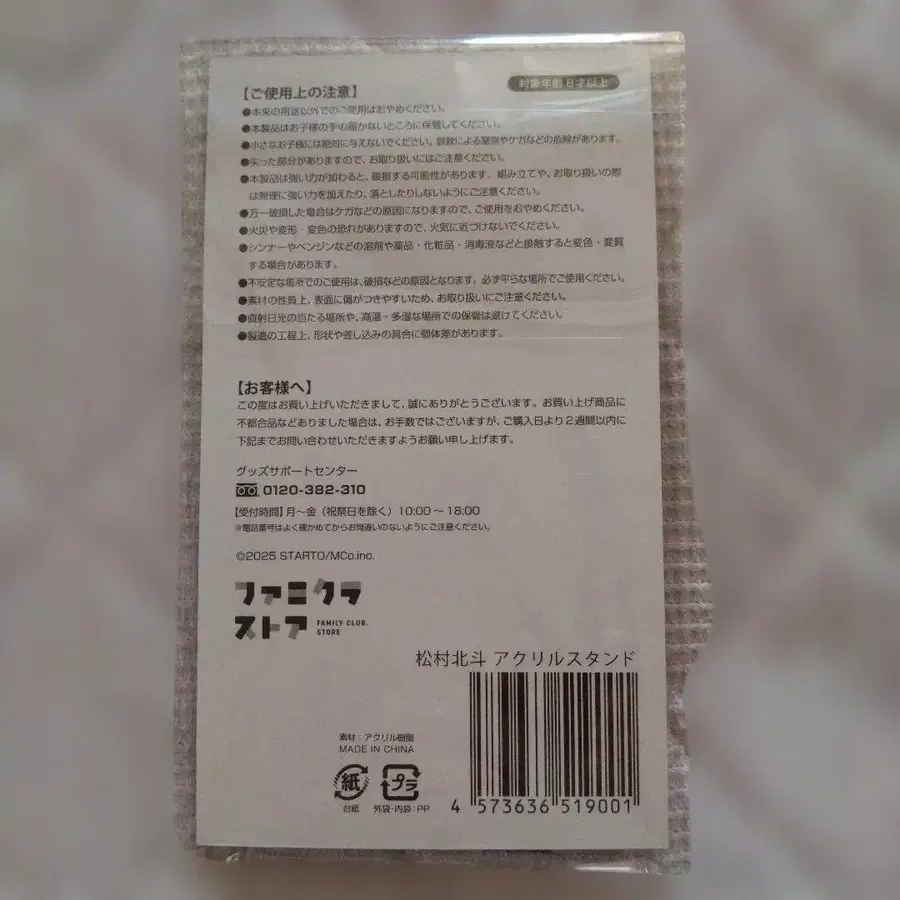 【ご使用上の注意】
対象年齢 8才以上
●本来の用途以外でのご使用はおやめください。
●本製品はお子様の手の届かないところに保管してください。
●小さなお子様には絶対に与えないでください。誤飲による窒息やケガなどの危険があります。
●尖った部分がありますので、お取り扱いにはご注意ください。
●本製品は強い力が加わると、破損する可能性があります。組み立てや、お取り扱いの際
は無理に強い力を加えたり、落としたりしないようにご注意ください。
●万一破損した場合はケガなどの原因になりますので、ご使用をおやめください。
●火災や変形・変色の恐れがありますので、火気に近づけないでください。
●シンナーやベンジンなどの溶剤や薬品・化粧品・消毒液などと接触すると変色・変質
する場合があります。
●不安定な場所でのご使用は、破損などの原因となります。必ず平らな場所でご使用ください。
●素材の性質上、表面に傷がつきやすいため、お取り扱いにご注意ください。
●直射日光の当たる場所や、高温・多湿な場所での保管は避けてください。
●製造の工程上、形状や差し込みの具合に個体差があります。
【お客様へ】
この度はお買い上げいただきまして、誠にありがとうございます。お買い上げ商品に
不都合品などありました場合は、お手数ではございますが、ご購入日より2週間以内に
下記までお問い合わせいただきますようお願い申し上げます。
グッズサポートセンター
0120-382-310
【受付時間】月～金（祝祭日を除く）10:00～18:00
※電話番号はよく確かめてからお間違いのないようにご注意ください。
©2025 STARTO/MCo.inc.
ファミクラ
ストア FAMILY CLUB.
STORE
松村北斗 アクリルスタンド
素材：アクリル樹脂
MADE IN CHINA
紙 プラ
台紙 外袋・内袋：PP
4 573636 519001